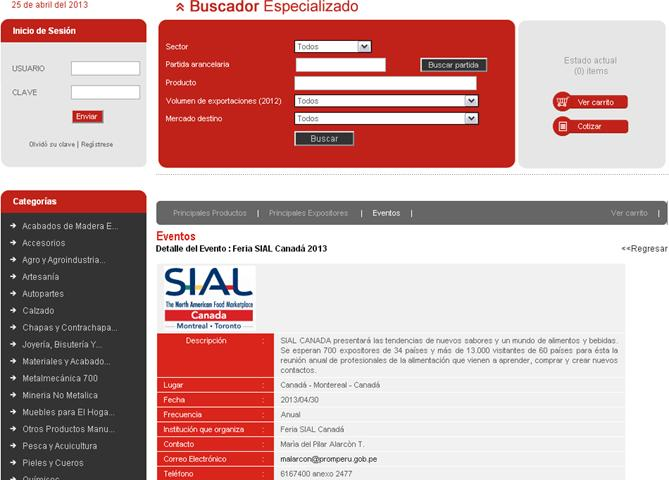 25 de abril del 2013
Buscador Especializado
Inicio de Sesión
USUARIO
CLAVE
Enviar
Olvidó su clave | Regístrese
Sector
Todos
Partida arancelaria
Buscar partida
Producto
Volumen de exportaciones (2012)
Todos
Mercado destino
Todos
Buscar
Estado actual
(0) items
Ver carrito
Cotizar
Categorías
Acabados de Madera E...
Accesorios
Agro y Agroindustria...
Artesanía
Autopartes
Calzado
Chapas y Contrachapa...
Joyería, Bisutería Y...
Materiales y Acabado...
Metalmecánica 700
Mineria No Metalica
Muebles para El Hoga...
Otros Productos Manu...
Pesca y Acuicultura
Pieles y Cueros
Químicos
Principales Productos | Principales Expositores | Eventos | Ver carrito |
Eventos
Detalle del Evento : Feria SIAL Canadá 2013 <<Regresar
SIAL
The North American Food Marketplace
Canada
Montreal • Toronto
Descripción : SIAL CANADA presentará las tendencias de nuevos sabores y un mundo de alimentos y bebidas.
Se esperan 700 expositores de 34 países y más de 13.000 visitantes de 60 países para ésta la
reunión anual de profesionales de la alimentación que vienen a aprender, comprar y crear nuevos
contactos.
Lugar : Canadá - Montereal - Canadá
Fecha : 2013/04/30
Frecuencia : Anual
Institución que organiza : Feria SIAL Canadá
Contacto : Marìa del Pilar Alarcòn T.
Correo Electrónico : malarcon@promperu.gob.pe
Teléfono : 6167400 anexo 2477